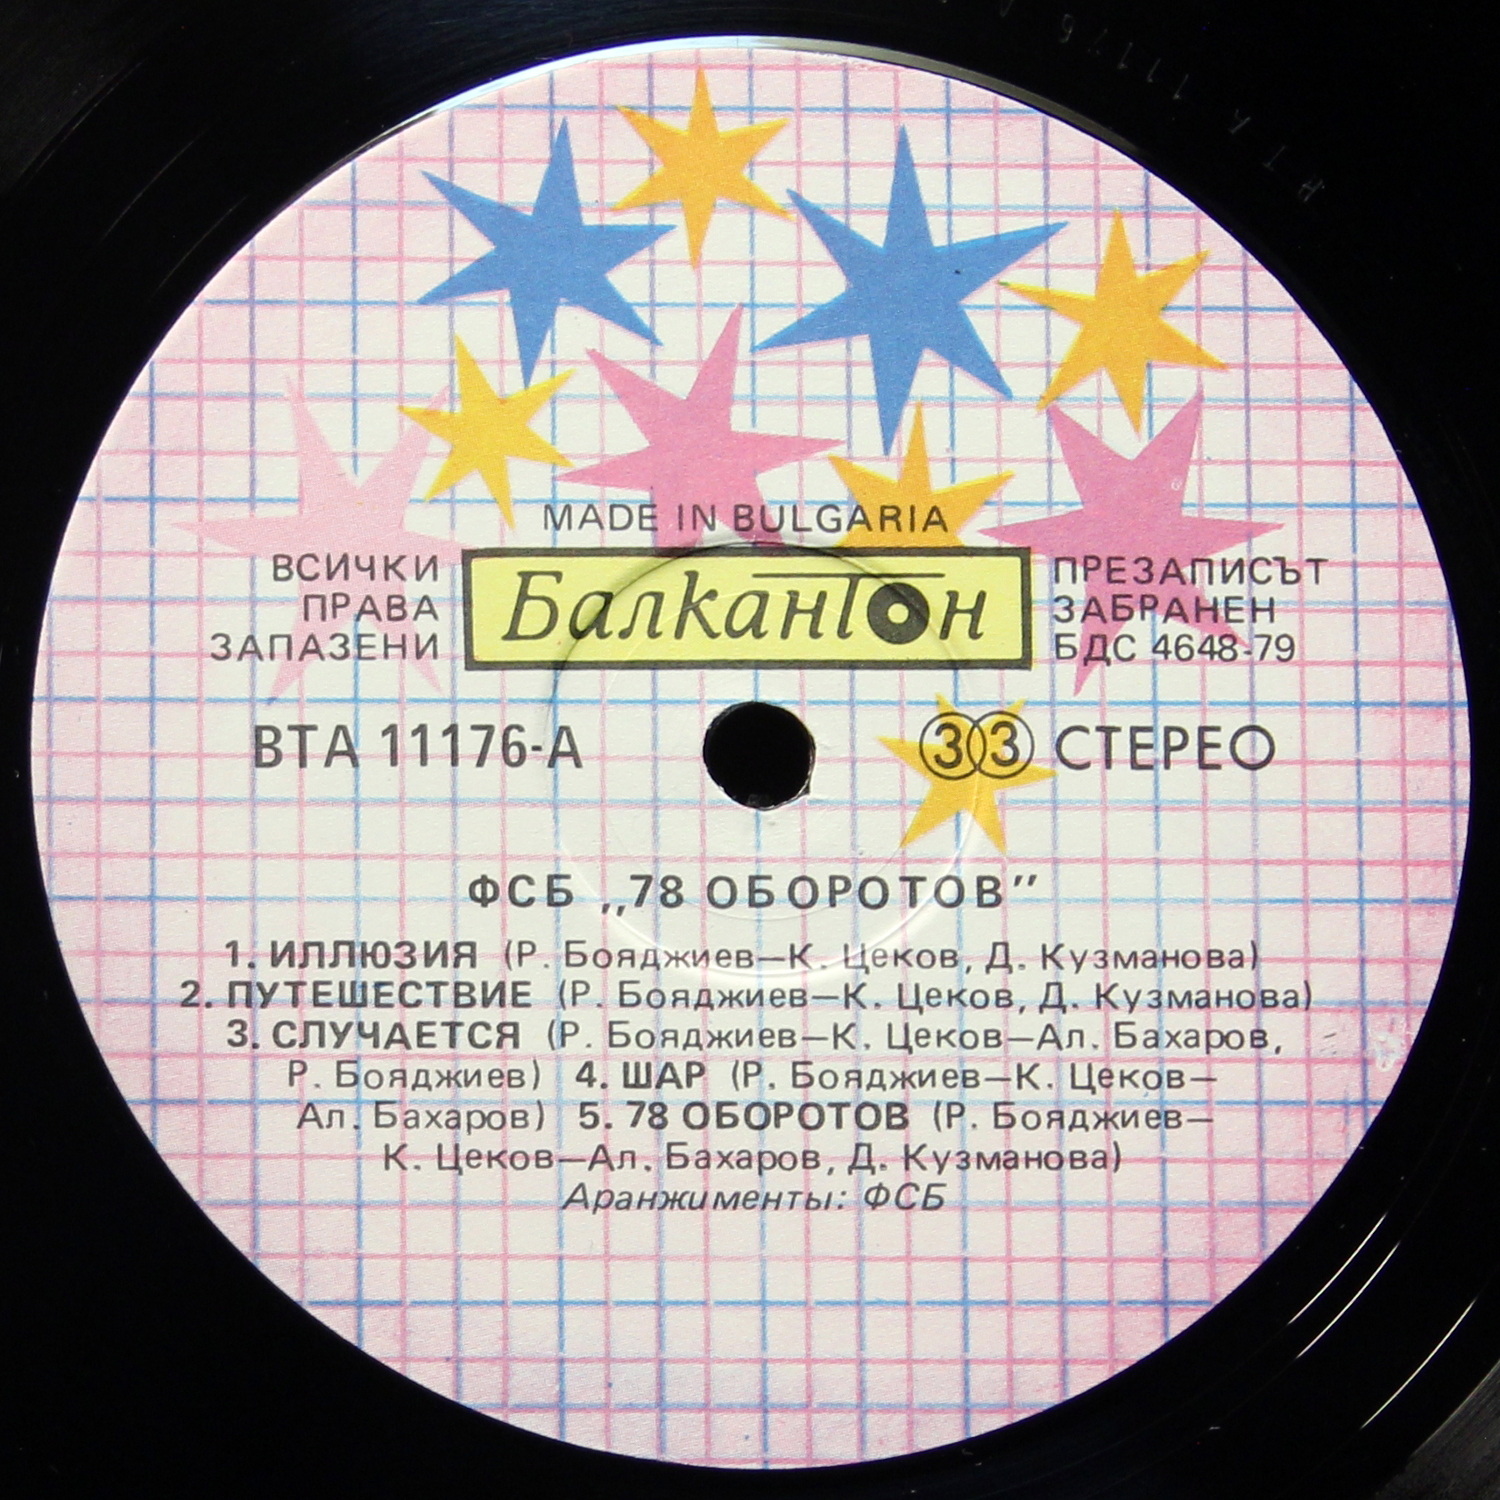 MADE IN BULGARIA
ВСИЧКИ
ПРАВА
ЗАПАЗЕНИ
Балкантон
ПРЕЗАПИСЪТ
ЗАБРАНЕН
БДС 4648-79
ВТА 11176-А
33 СТЕРЕО
ФСБ „78 ОБОРОТОВ”
1. ИЛЛЮЗИЯ (Р. Бояджиев—К. Цеков, Д. Кузманова)
2. ПУТЕШЕСТВИЕ (Р. Бояджиев—К. Цеков, Д. Кузманова)
3. СЛУЧАЕТСЯ (Р. Бояджиев—К. Цеков—Ал. Бахаров,
Р. Бояджиев) 4. ШАР (Р. Бояджиев—К. Цеков—
Ал. Бахаров) 5. 78 ОБОРОТОВ (Р. Бояджиев—
К. Цеков—Ал. Бахаров, Д. Кузманова)
Аранжименты: ФСБ